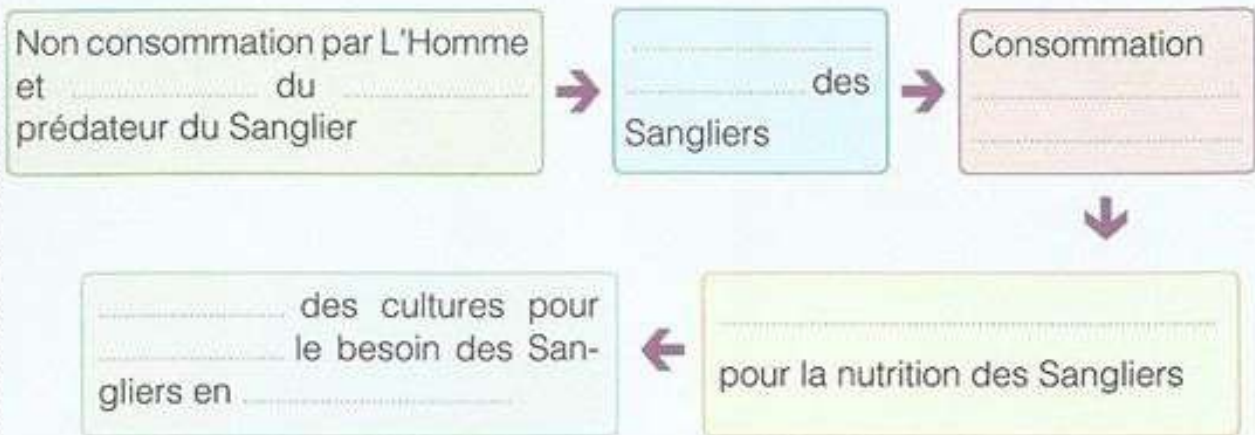 Non consommation par L'Homme
et ............ du ............
prédateur du Sanglier
............
............ des
Sangliers
Consommation
............
............
............
pour la nutrition des Sangliers
............ des cultures pour
............ le besoin des San-
gliers en ............